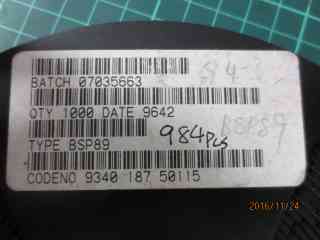 BATCH 07035663
QTY 1000 DATE 9642
984pcs
BSP89
TYPE BSP89
CODENO 9340 187 50115
2016/11/24